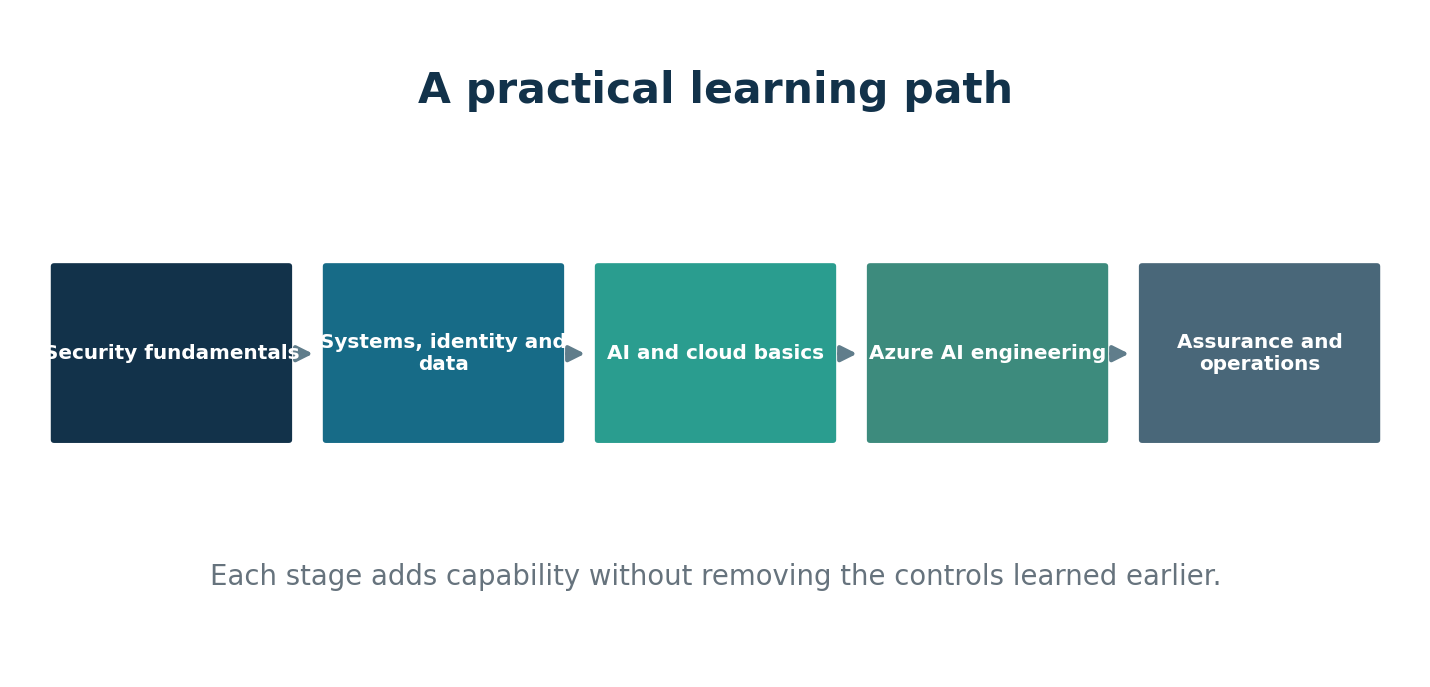 A practical learning path
Security fundamentals
Systems, identity and
data
AI and cloud basics
Azure AI engineering
Assurance and
operations
Each stage adds capability without removing the controls learned earlier.